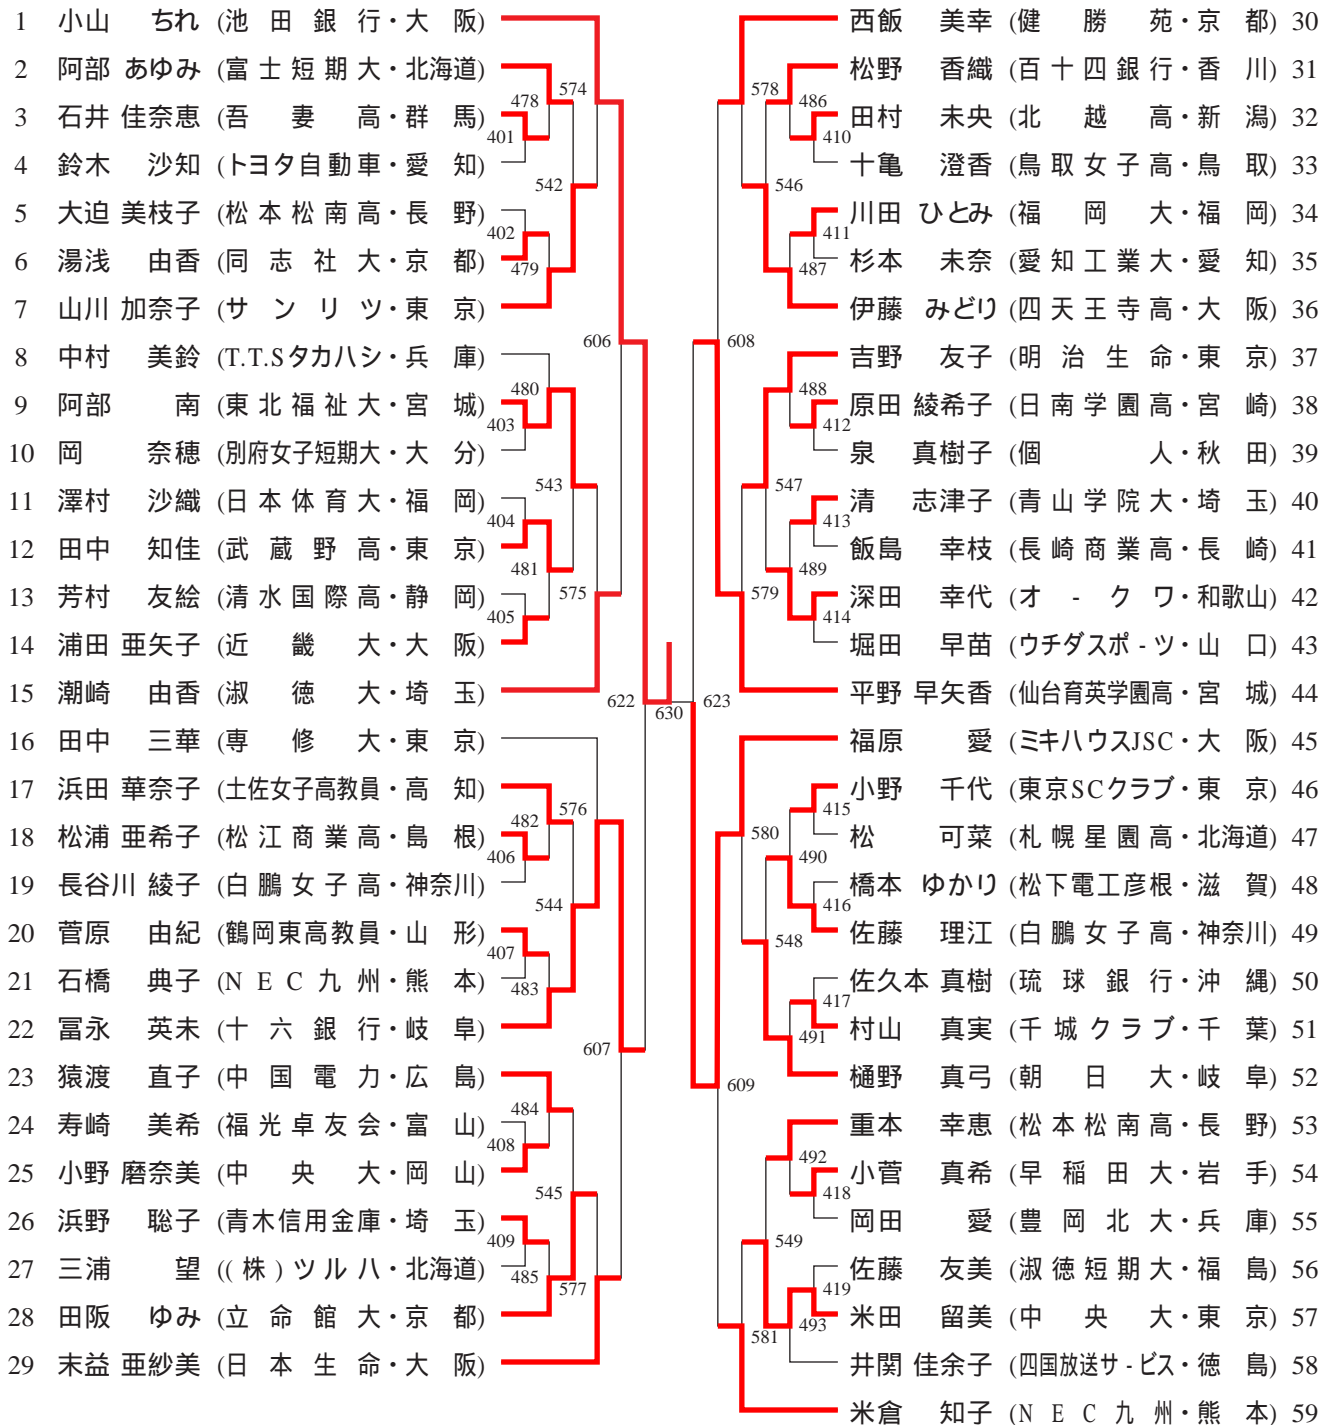 1 小山 ちれ (池田銀行・大阪)
2 阿部 あゆみ (富士短期大・北海道)
3 石井 佳奈恵 (吾妻高・群馬)
4 鈴木 沙知 (トヨタ自動車・愛知)
5 大迫 美枝子 (松本松南高・長野)
6 湯浅 由香 (同志社大・京都)
7 山川 加奈子 (サンリツ・東京)
8 中村 美鈴 (T.T.Sタカハシ・兵庫)
9 阿部 南 (東北福祉大・宮城)
10 岡 奈穂 (別府女子短期大・大分)
11 澤村 沙織 (日本体育大・福岡)
12 田中 知佳 (武蔵野高・東京)
13 芳村 友絵 (清水国際高・静岡)
14 浦田 亜矢子 (近畿大・大阪)
15 潮崎 由香 (淑徳大・埼玉)
16 田中 三華 (専修大・東京)
17 浜田 華奈子 (土佐女子高教員・高知)
18 松浦 亜希子 (松江商業高・島根)
19 長谷川 綾子 (白鵬女子高・神奈川)
20 菅原 由紀 (鶴岡東高教員・山形)
21 石橋 典子 (NEC九州・熊本)
22 冨永 英未 (十六銀行・岐阜)
23 猿渡 直子 (中国電力・広島)
24 寿崎 美希 (福光卓友会・富山)
25 小野 磨奈美 (中央大・岡山)
26 浜野 聡子 (青木信用金庫・埼玉)
27 三浦 望 ((株)ツルハ・北海道)
28 田阪 ゆみ (立命館大・京都)
29 末益 亜紗美 (日本生命・大阪)
478
401
574
542
402
479
606
480
403
543
404
481
575
405
622
630
482
576
406
544
407
483
607
484
408
545
409
485
577
西飯 美幸 (健勝苑・京都) 30
松野 香織 (百十四銀行・香川) 31
田村 未央 (北越高・新潟) 32
十亀 澄香 (鳥取女子高・鳥取) 33
川田 ひとみ (福岡大・福岡) 34
杉本 未奈 (愛知工業大・愛知) 35
伊藤 みどり (四天王寺高・大阪) 36
吉野 友子 (明治生命・東京) 37
原田 綾希子 (日南学園高・宮崎) 38
泉 真樹子 (個人・秋田) 39
清 志津子 (青山学院大・埼玉) 40
飯島 幸枝 (長崎商業高・長崎) 41
深田 幸代 (オ-クワ・和歌山) 42
堀田 早苗 (ウチダスポ-ツ・山口) 43
平野 早矢香 (仙台育英学園高・宮城) 44
福原 愛 (ミキハウスJSC・大阪) 45
小野 千代 (東京SCクラブ・東京) 46
松 可菜 (札幌星園高・北海道) 47
橋本 ゆかり (松下電工彦根・滋賀) 48
佐藤 理江 (白鵬女子高・神奈川) 49
佐久本 真樹 (琉球銀行・沖縄) 50
村山 真実 (千城クラブ・千葉) 51
樋野 真弓 (朝日大・岐阜) 52
重本 幸恵 (松本松南高・長野) 53
小菅 真希 (早稲田大・岩手) 54
岡田 愛 (豊岡北大・兵庫) 55
佐藤 友美 (淑徳短期大・福島) 56
米田 留美 (中央大・東京) 57
井関 佳余子 (四国放送サ-ビス・徳島) 58
米倉 知子 (NEC九州・熊本) 59
578
486
410
546
411
487
608
488
412
547
413
489
579
414
623
415
580
490
416
548
417
491
609
492
418
549
419
493
581